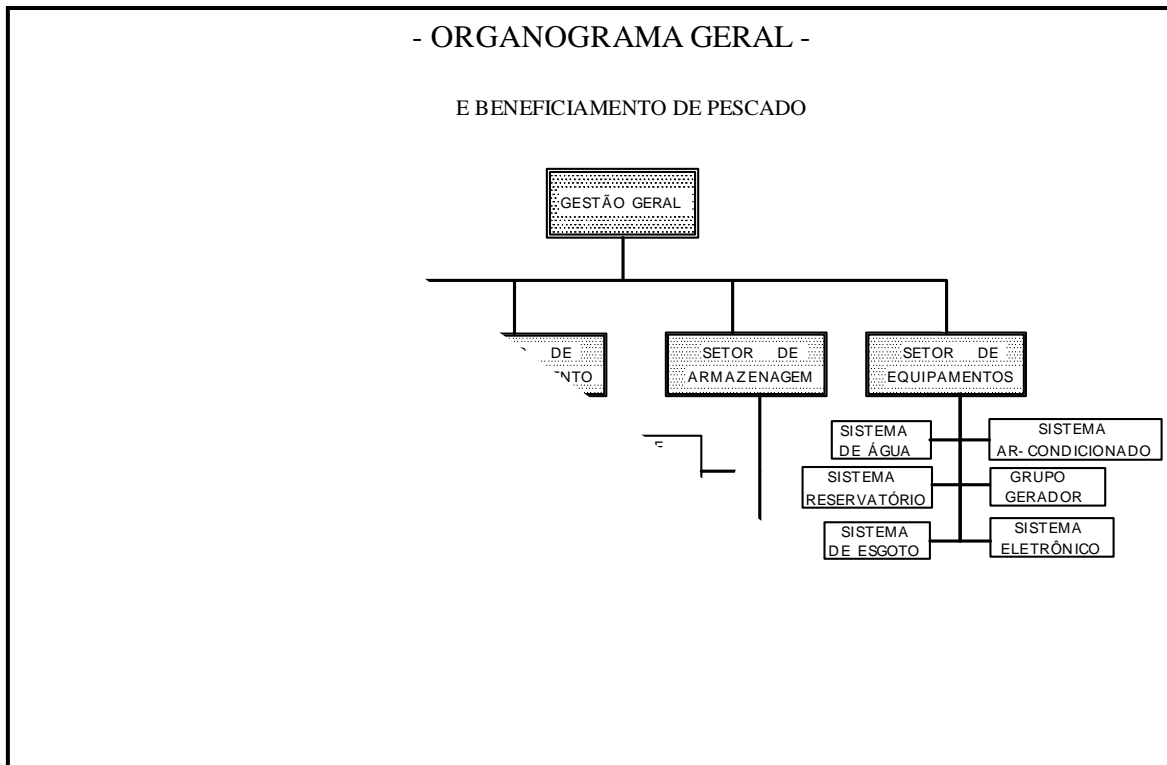 - ORGANOGRAMA GERAL -
E BENEFICIAMENTO DE PESCADO
GESTÃO GERAL
DE
SETOR DE
ARMAZENAGEM
SETOR DE
EQUIPAMENTOS
SISTEMA
DE ÁGUA
SISTEMA
AR- CONDICIONADO
SISTEMA
RESERVATÓRIO
GRUPO
GERADOR
SISTEMA
DE ESGOTO
SISTEMA
ELETRÔNICO